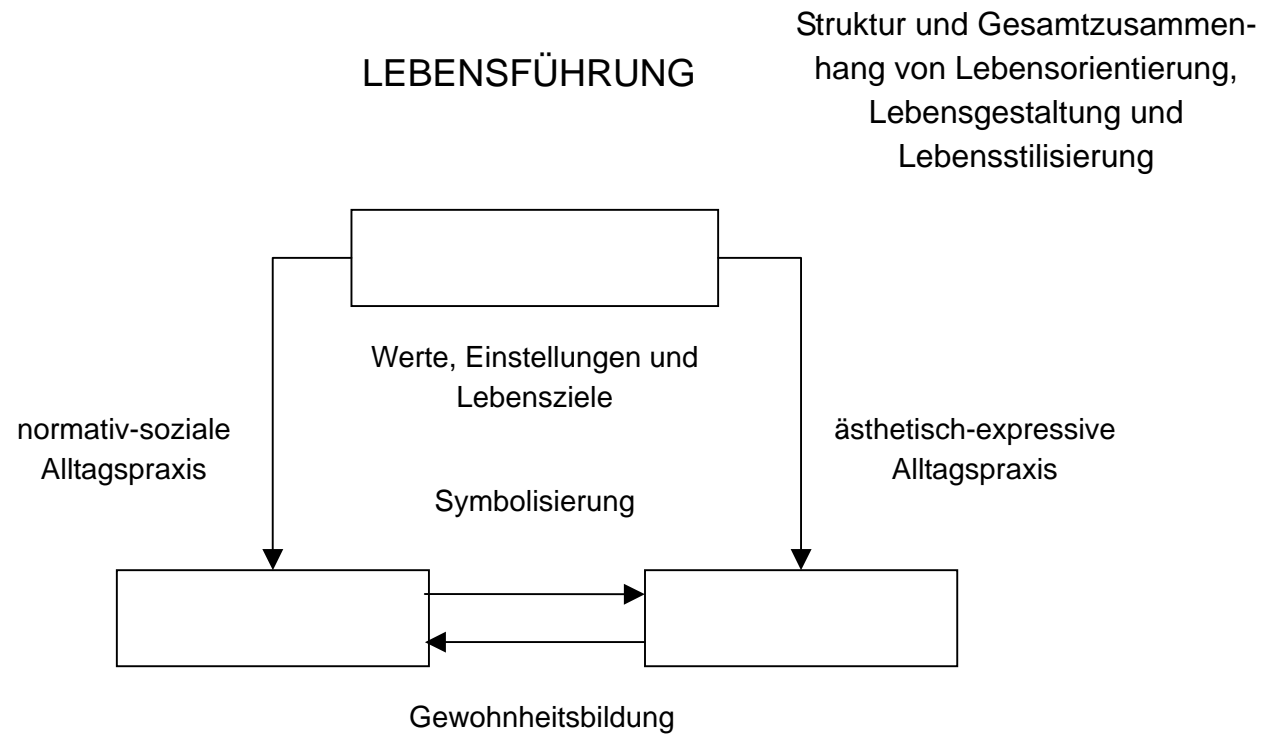 LEBENSFÜHRUNG
Struktur und Gesamtzusammen-
hang von Lebensorientierung,
Lebensgestaltung und
Lebensstilisierung
Werte, Einstellungen und
Lebensziele
normativ-soziale
Alltagspraxis
ästhetisch-expressive
Alltagspraxis
Symbolisierung
Gewohnheitsbildung